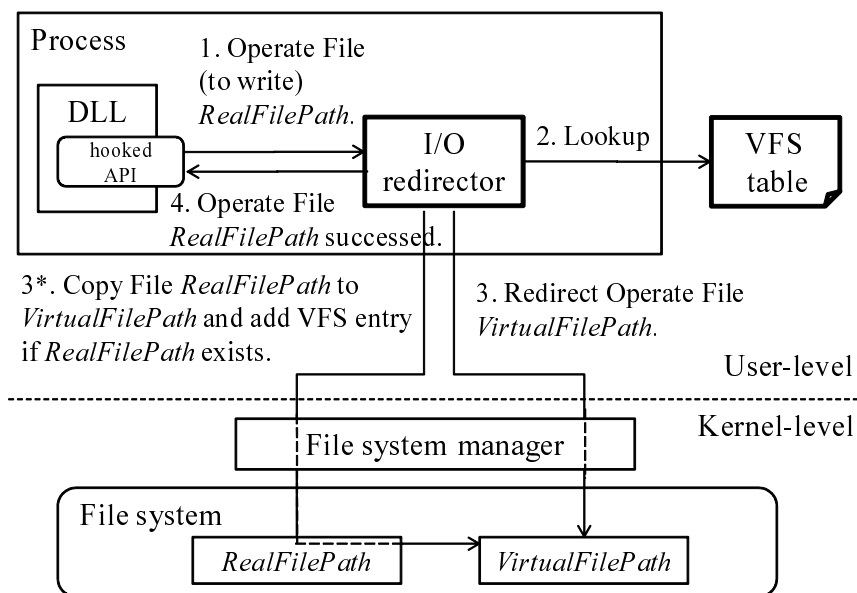 Process
1. Operate File
(to write)
RealFilePath.
DLL
hooked
API
I/O
redirector
2. Lookup
VFS
table
4. Operate File
RealFilePath successed.
3*. Copy File RealFilePath to
VirtualFilePath and add VFS entry
if RealFilePath exists.
3. Redirect Operate File
VirtualFilePath.
User-level
Kernel-level
File system manager
File system
RealFilePath
VirtualFilePath